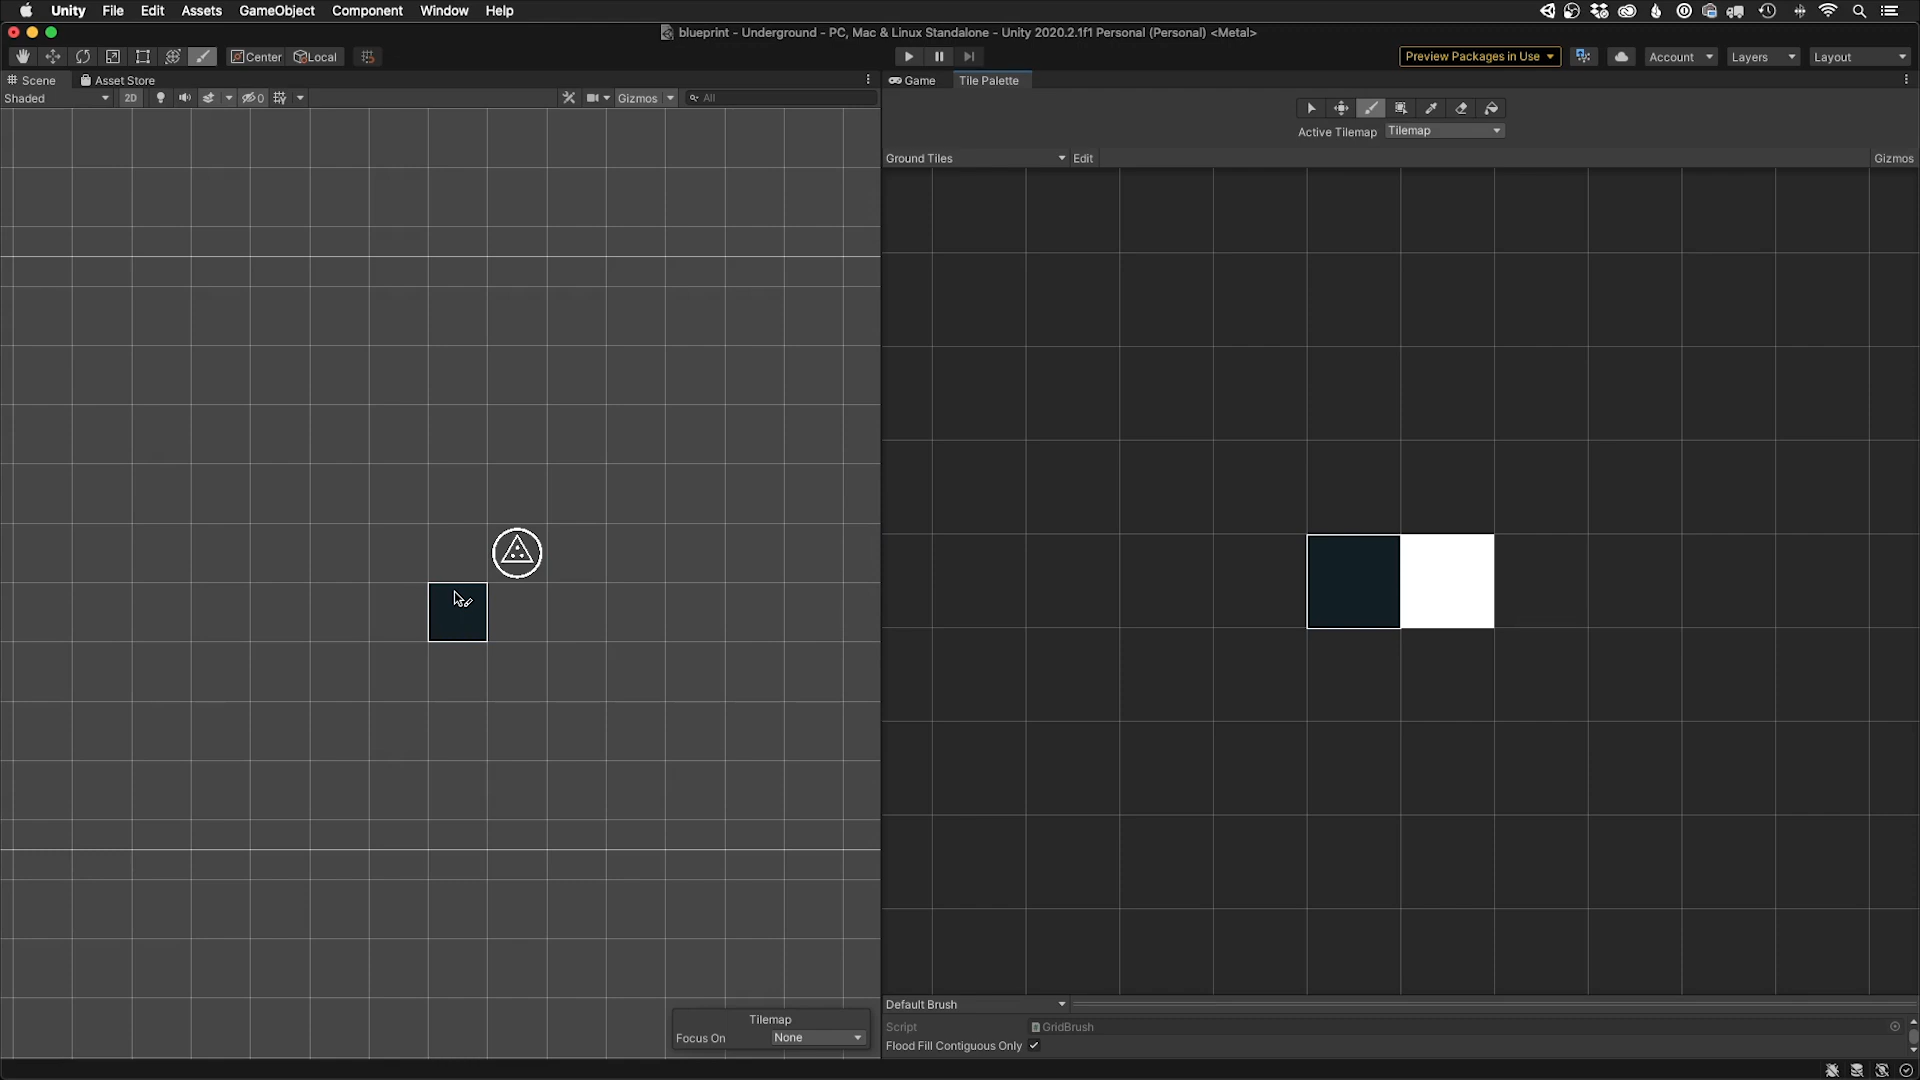 Unity File Edit Assets GameObject Component Window Help
blueprint - Underground - PC, Mac & Linux Standalone - Unity 2020.2.1f1 Personal (Personal) <Metal>
Center Local Preview Packages in Use Account Layers Layout
Scene Asset Store Game Tile Palette
Shaded 2D 0 Gizmos All
Active Tilemap Tilemap
Ground Tiles Edit Gizmos
Default Brush
Tilemap
Focus On None
Script GridBrush
Flood Fill Contiguous Only